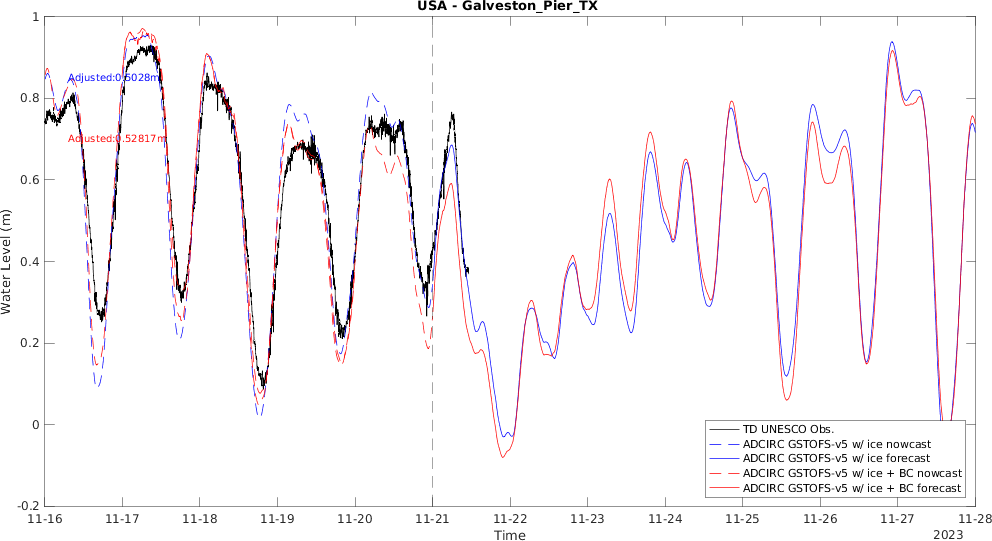 USA - Galveston_Pier_TX
1
0.8
0.6
0.4
0.2
0
-0.2
Water Level (m)
Adjusted:0.5028m
Adjusted:0.52817m
TD UNESCO Obs.
ADCIRC GSTOFS-v5 w/ ice nowcast
ADCIRC GSTOFS-v5 w/ ice forecast
ADCIRC GSTOFS-v5 w/ ice + BC nowcast
ADCIRC GSTOFS-v5 w/ ice + BC forecast
11-16 11-17 11-18 11-19 11-20 11-21 11-22 11-23 11-24 11-25 11-26 11-27 11-28
Time
2023